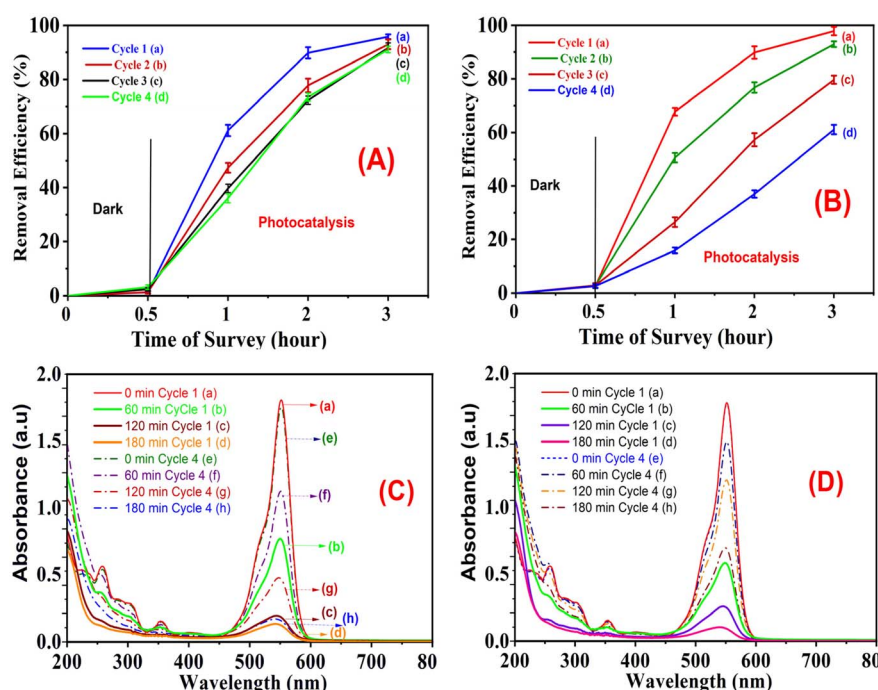 (A)
Removal Efficiency (%)
100
80
60
40
20
0
Cycle 1 (a)
Cycle 2 (b)
Cycle 3 (c)
Cycle 4 (d)
(a)
(b)
(c)
(d)
Dark
Photocatalysis
0
0.5
1
2
3
Time of Survey (hour)
(B)
Removal Efficiency (%)
100
80
60
40
20
0
Cycle 1 (a)
Cycle 2 (b)
Cycle 3 (c)
Cycle 4 (d)
(a)
(b)
(c)
(d)
Dark
Photocatalysis
0
0.5
1
2
3
Time of Survey (hour)
(C)
Absorbance (a.u)
2.0
1.5
1.0
0.5
0.0
0 min Cycle 1 (a)
60 min CyCle 1 (b)
120 min Cycle 1 (c)
180 min Cycle 1 (d)
0 min Cycle 4 (e)
60 min Cycle 4 (f)
120 min Cycle 4 (g)
180 min Cycle 4 (h)
(a)
(e)
(f)
(b)
(g)
(c)
(h)
(d)
200
300
400
500
600
700
80
Wavelength (nm)
(D)
Absorbance (a.u)
2.0
1.5
1.0
0.5
0.0
0 min Cycle 1 (a)
60 min Cycle 1 (b)
120 min Cycle 1 (c)
180 min Cycle 1 (d)
0 min Cycle 4 (e)
60 min Cycle 4 (f)
120 min Cycle 4 (g)
180 min Cycle 4 (h)
200
300
400
500
600
700
80
Wavelength (nm)